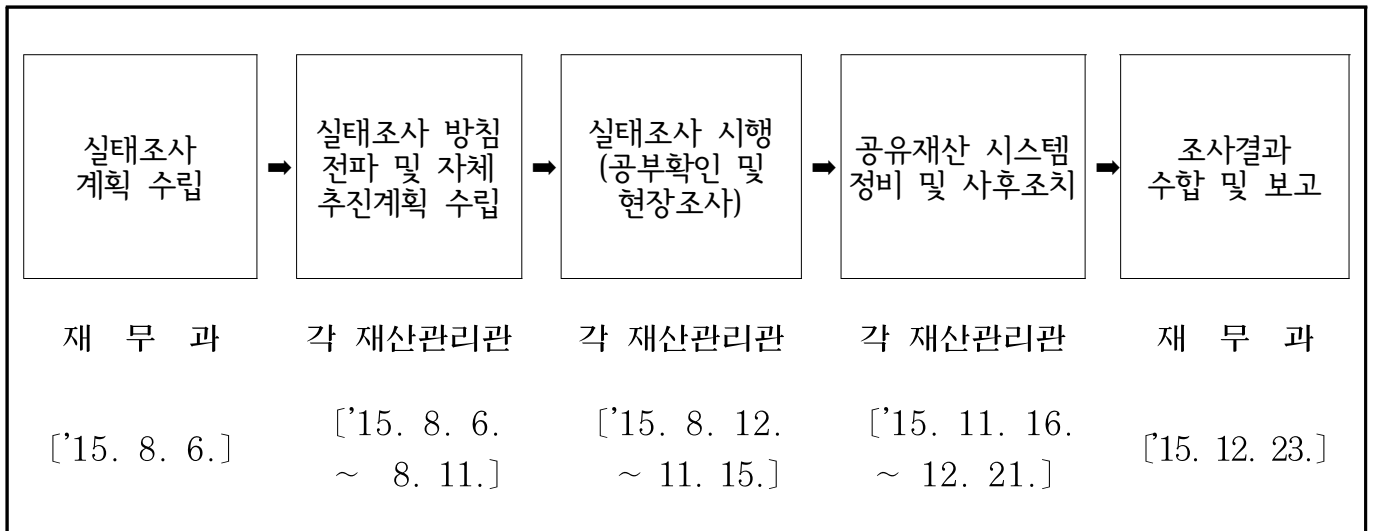 실태조사
계획 수립
➡
실태조사 방침
전파 및 자체
추진계획 수립
➡
실태조사 시행
(공부확인 및
현장조사)
➡
공유재산 시스템
정비 및 사후조치
➡
조사결과
수합 및 보고
재 무 과
각 재산관리관
각 재산관리관
각 재산관리관
재 무 과
[’15. 8. 6.]
[’15. 8. 6.
~ 8. 11.]
[’15. 8. 12.
~ 11. 15.]
[’15. 11. 16.
~ 12. 21.]
[’15. 12. 23.]